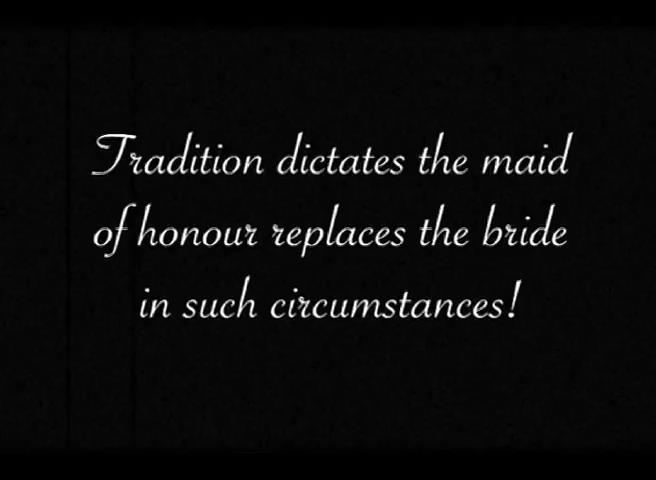 Tradition dictates the maid
of honour replaces the bride
in such circumstances!